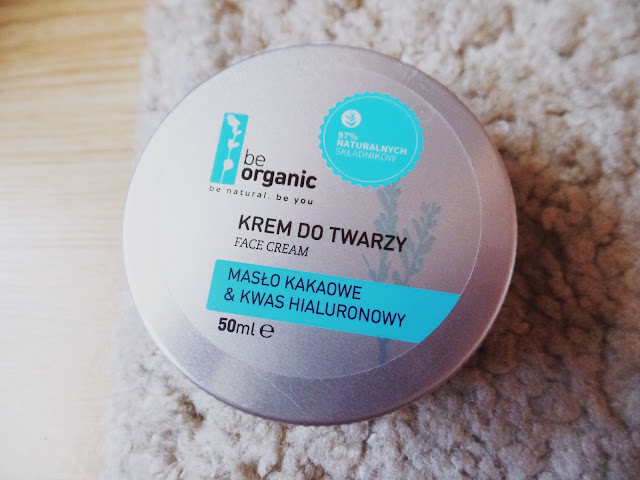 be
organic
be natural. be you
97%
NATURALNYCH
SKŁADNIKÓW
KREM DO TWARZY
FACE CREAM
MASŁO KAKAOWE
& KWAS HIALURONOWY
50ml ℮